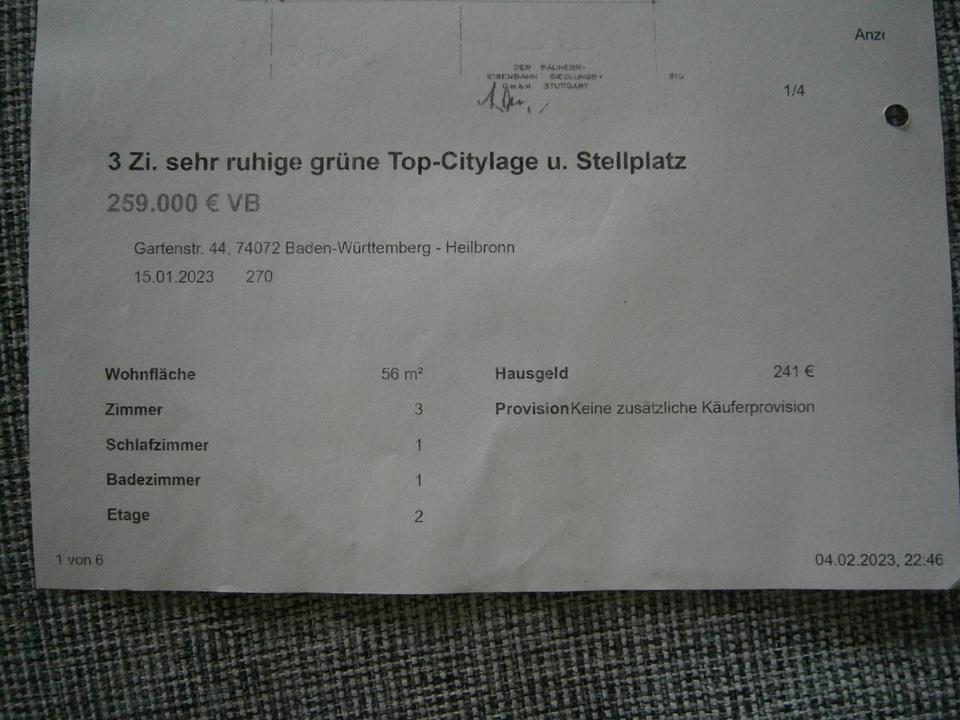 Anze
DER BAUHERR:
EISENBAHN SIEDLUNGS-
G.m.b.H. STUTTGART
STU
1/4
3 Zi. sehr ruhige grüne Top-Citylage u. Stellplatz
259.000 € VB
Gartenstr. 44, 74072 Baden-Württemberg - Heilbronn
15.01.2023 270
Wohnfläche 56 m²
Zimmer 3
Schlafzimmer 1
Badezimmer 1
Etage 2
Hausgeld 241 €
Provision Keine zusätzliche Käuferprovision
1 von 6
04.02.2023, 22:46